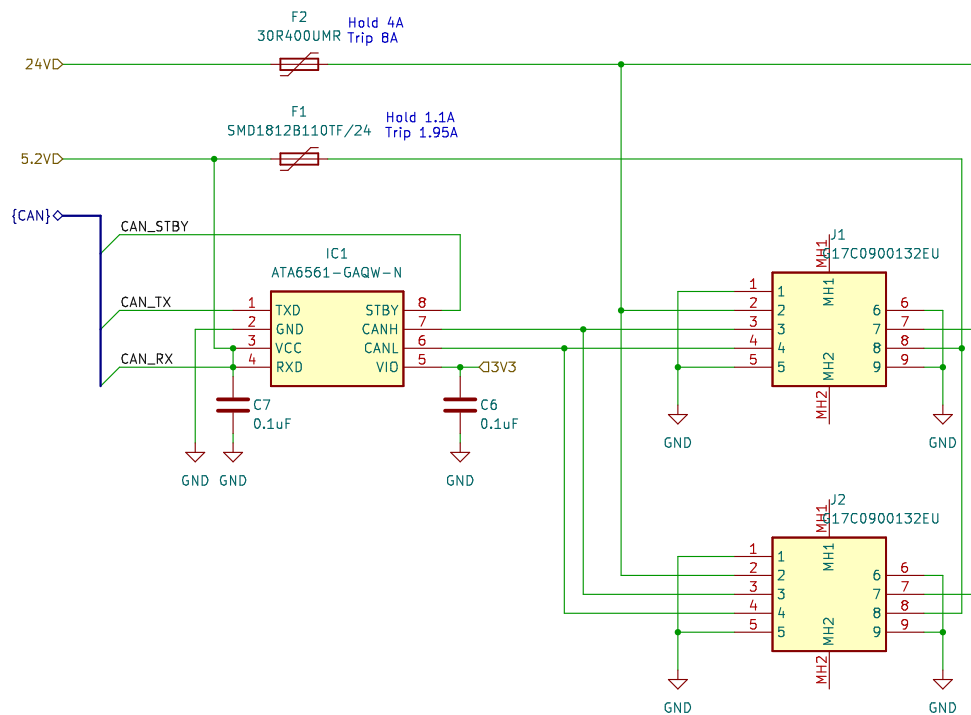 F2
30R400UMR
Hold 4A
Trip 8A
24V
F1
SMD1812B110TF/24
Hold 1.1A
Trip 1.95A
5.2V
{CAN}
CAN_STBY
CAN_TX
CAN_RX
IC1
ATA6561-GAQW-N
1 TXD STBY 8
2 GND CANH 7
3 VCC CANL 6
4 RXD VIO 5
3V3
C7
0.1uF
C6
0.1uF
GND
GND
GND
J1
G17C0900132EU
MH1
MH1
1 1
2 2 6 6
3 3 7 7
4 4 8 8
5 5 9 9
MH2
MH2
GND
GND
J2
G17C0900132EU
MH1
MH1
1 1
2 2 6 6
3 3 7 7
4 4 8 8
5 5 9 9
MH2
MH2
GND
GND